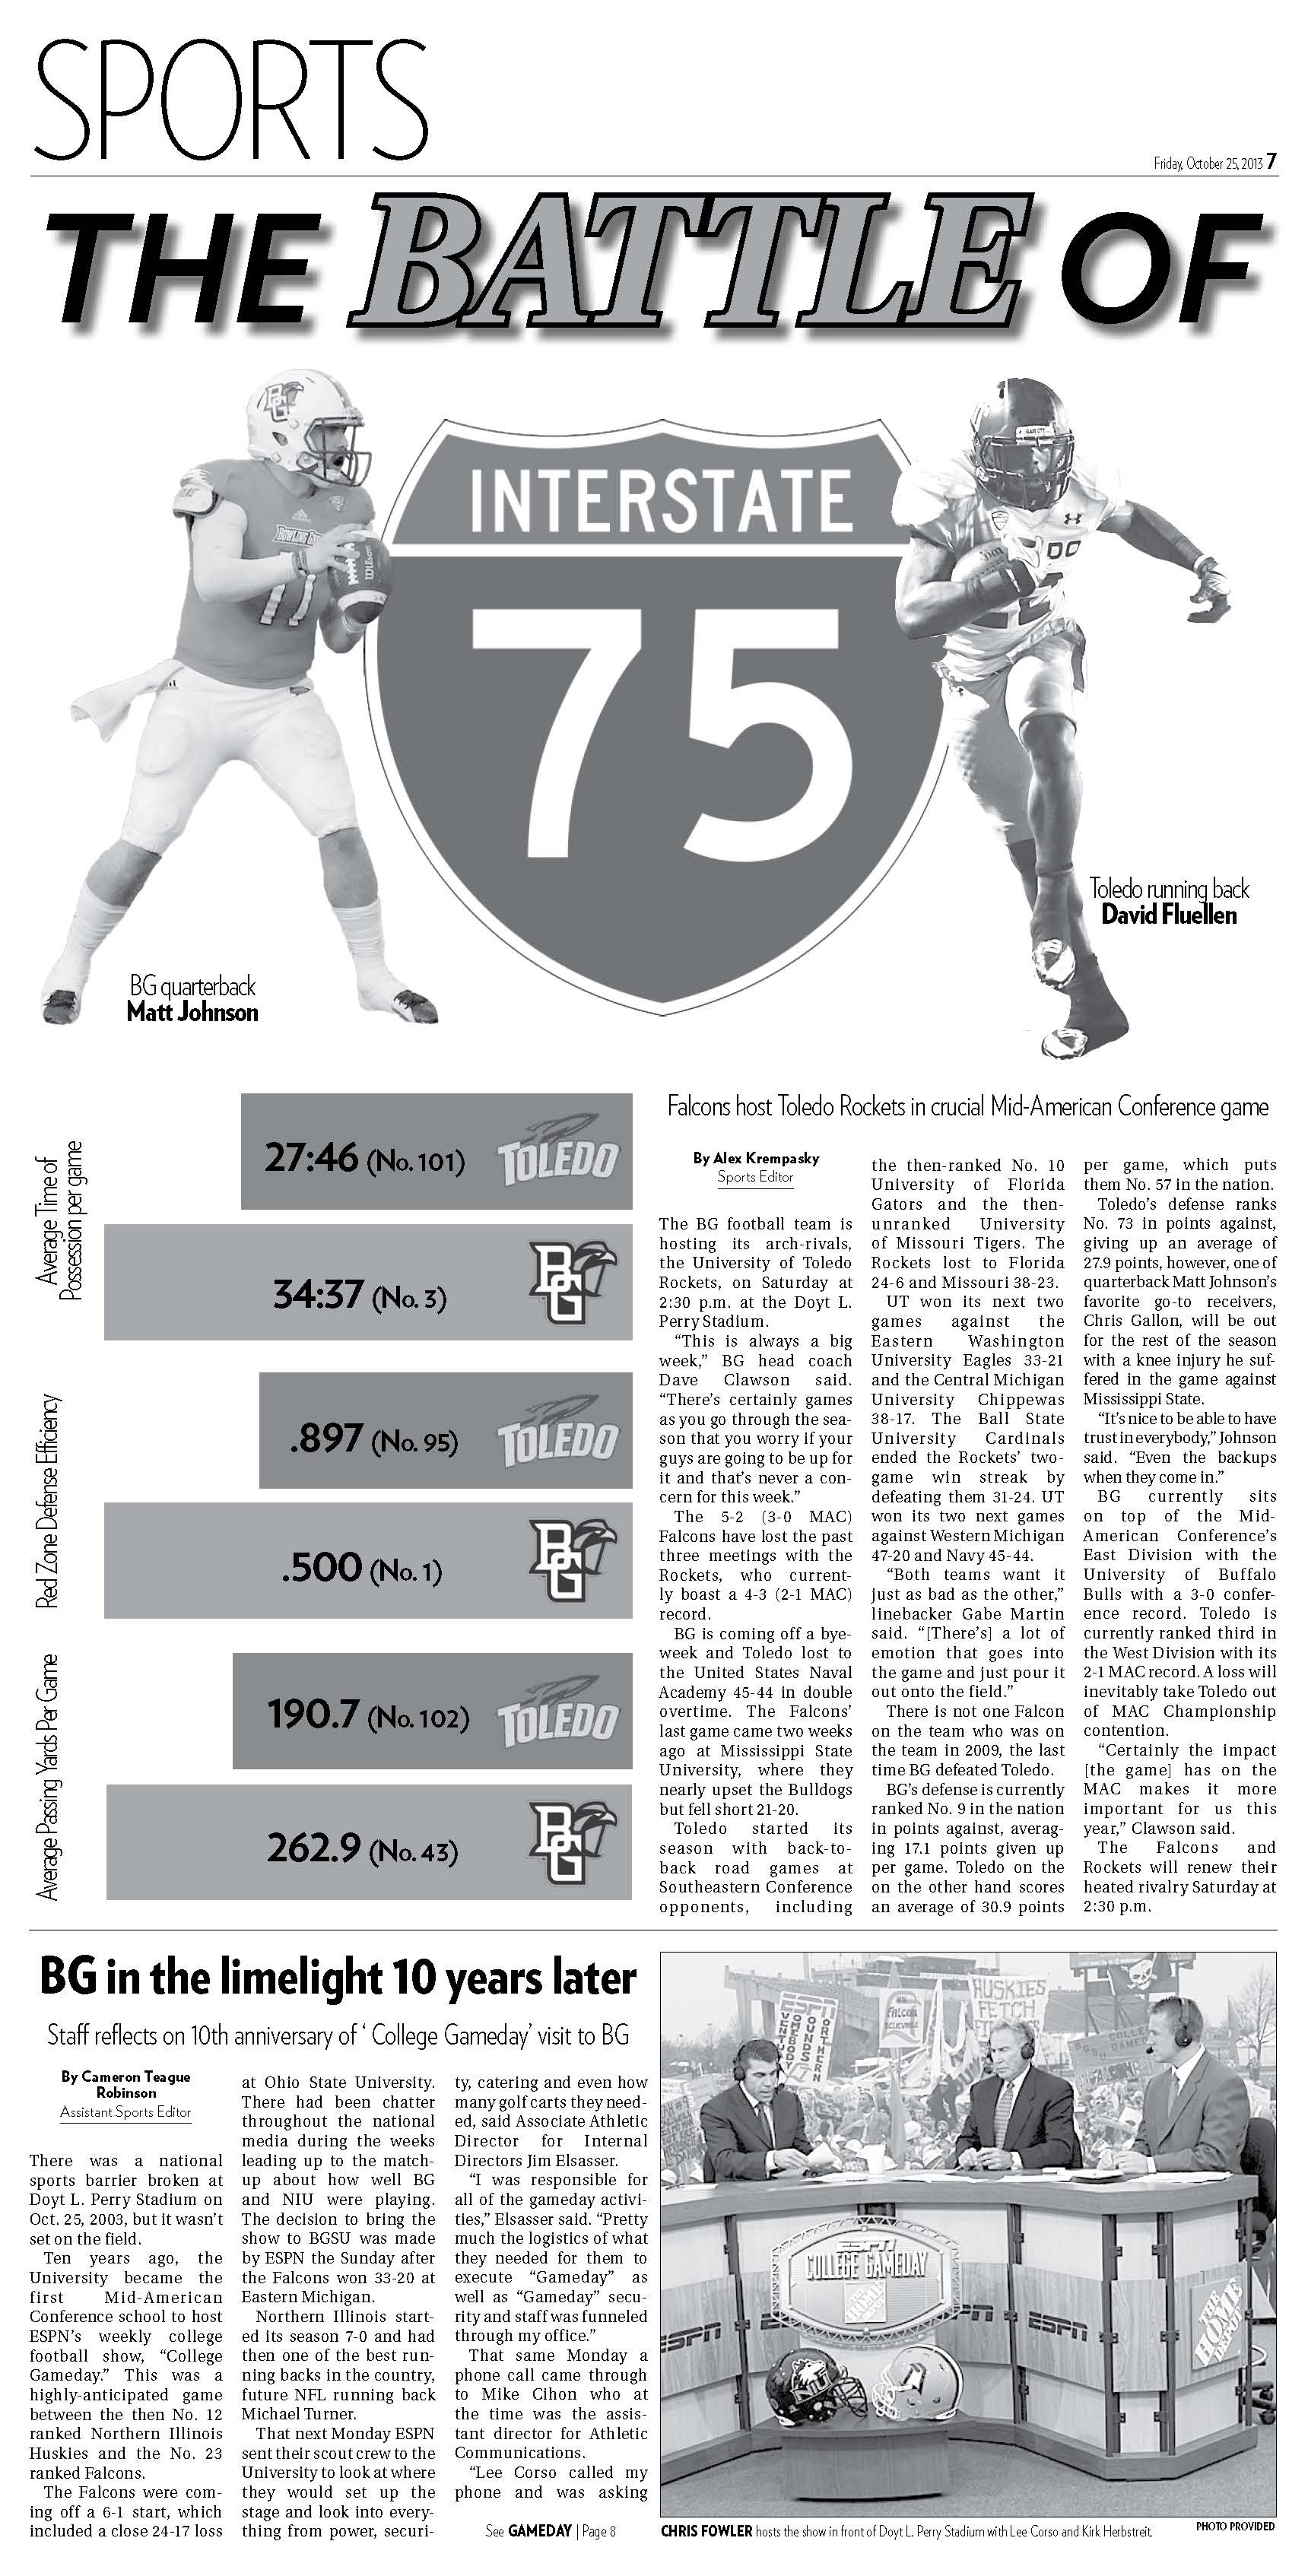 SPORTS
Friday, October 25, 2013 7
THE BATTLE OF
INTERSTATE
75
BG quarterback
Matt Johnson
Toledo running back
David Fluellen
Average Time of
Possession per game
27:46 (No. 101) TOLEDO
34:37 (No. 3) BG
Red Zone Defense Efficiency
.897 (No. 95) TOLEDO
.500 (No. 1) BG
Average Passing Yards Per Game
190.7 (No. 102) TOLEDO
262.9 (No. 43) BG
Falcons host Toledo Rockets in crucial Mid-American Conference game
By Alex Krempasky
Sports Editor
The BG football team is
hosting its arch-rivals,
the University of Toledo
Rockets, on Saturday at
2:30 p.m. at the Doyt L.
Perry Stadium.
“This is always a big
week,” BG head coach
Dave Clawson said.
“There’s certainly games
as you go through the sea-
son that you worry if your
guys are going to be up for
it and that’s never a con-
cern for this week.”
The 5-2 (3-0 MAC)
Falcons have lost the past
three meetings with the
Rockets, who current-
ly boast a 4-3 (2-1 MAC)
record.
BG is coming off a bye-
week and Toledo lost to
the United States Naval
Academy 45-44 in double
overtime. The Falcons’
last game came two weeks
ago at Mississippi State
University, where they
nearly upset the Bulldogs
but fell short 21-20.
Toledo started its
season with back-to-
back road games at
Southeastern Conference
opponents, including
the then-ranked No. 10
University of Florida
Gators and the then-
unranked University
of Missouri Tigers. The
Rockets lost to Florida
24-6 and Missouri 38-23.
UT won its next two
games against the
Eastern Washington
University Eagles 33-21
and the Central Michigan
University Chippewas
38-17. The Ball State
University Cardinals
ended the Rockets’ two-
game win streak by
defeating them 31-24. UT
won its two next games
against Western Michigan
47-20 and Navy 45-44.
“Both teams want it
just as bad as the other,”
linebacker Gabe Martin
said. “[There’s] a lot of
emotion that goes into
the game and just pour it
out onto the field.”
There is not one Falcon
on the team who was on
the team in 2009, the last
time BG defeated Toledo.
BG’s defense is currently
ranked No. 9 in the nation
in points against, averag-
ing 17.1 points given up
per game. Toledo on the
on the other hand scores
an average of 30.9 points
per game, which puts
them No. 57 in the nation.
Toledo’s defense ranks
No. 73 in points against,
giving up an average of
27.9 points, however, one of
quarterback Matt Johnson’s
favorite go-to receivers,
Chris Gallon, will be out
for the rest of the season
with a knee injury he suf-
fered in the game against
Mississippi State.
“It’s nice to be able to have
trust in everybody,” Johnson
said. “Even the backups
when they come in.”
BG currently sits
on top of the Mid-
American Conference’s
East Division with the
University of Buffalo
Bulls with a 3-0 confer-
ence record. Toledo is
currently ranked third in
the West Division with its
2-1 MAC record. A loss will
inevitably take Toledo out
of MAC Championship
contention.
“Certainly the impact
[the game] has on the
MAC makes it more
important for us this
year,” Clawson said.
The Falcons and
Rockets will renew their
heated rivalry Saturday at
2:30 p.m.
BG in the limelight 10 years later
Staff reflects on 10th anniversary of ‘ College Gameday’ visit to BG
By Cameron Teague
Robinson
Assistant Sports Editor
There was a national
sports barrier broken at
Doyt L. Perry Stadium on
Oct. 25, 2003, but it wasn’t
set on the field.
Ten years ago, the
University became the
first Mid-American
Conference school to host
ESPN’s weekly college
football show, “College
Gameday.” This was a
highly-anticipated game
between the then No. 12
ranked Northern Illinois
Huskies and the No. 23
ranked Falcons.
The Falcons were com-
ing off a 6-1 start, which
included a close 24-17 loss
at Ohio State University.
There had been chatter
throughout the national
media during the weeks
leading up to the match-
up about how well BG
and NIU were playing.
The decision to bring the
show to BGSU was made
by ESPN the Sunday after
the Falcons won 33-20 at
Eastern Michigan.
Northern Illinois start-
ed its season 7-0 and had
then one of the best run-
ning backs in the country,
future NFL running back
Michael Turner.
That next Monday ESPN
sent their scout crew to the
University to look at where
they would set up the
stage and look into every-
thing from power, securi-
ty, catering and even how
many golf carts they need-
ed, said Associate Athletic
Director for Internal
Directors Jim Elsasser.
“I was responsible for
all of the gameday activi-
ties,” Elsasser said. “Pretty
much the logistics of what
they needed for them to
execute “Gameday” as
well as “Gameday” secu-
rity and staff was funneled
through my office.”
That same Monday a
phone call came through
to Mike Cihon who at
the time was the assis-
tant director for Athletic
Communications.
“Lee Corso called my
phone and was asking
See GAMEDAY | Page 8
HUSKIES
FETCH
ESPN
FALCON
ESPN
COLLEGE GAMEDAY
ESPN
ESPN
THE
HOME
DEPOT
CHRIS FOWLER hosts the show in front of Doyt L. Perry Stadium with Lee Corso and Kirk Herbstreit.
PHOTO PROVIDED